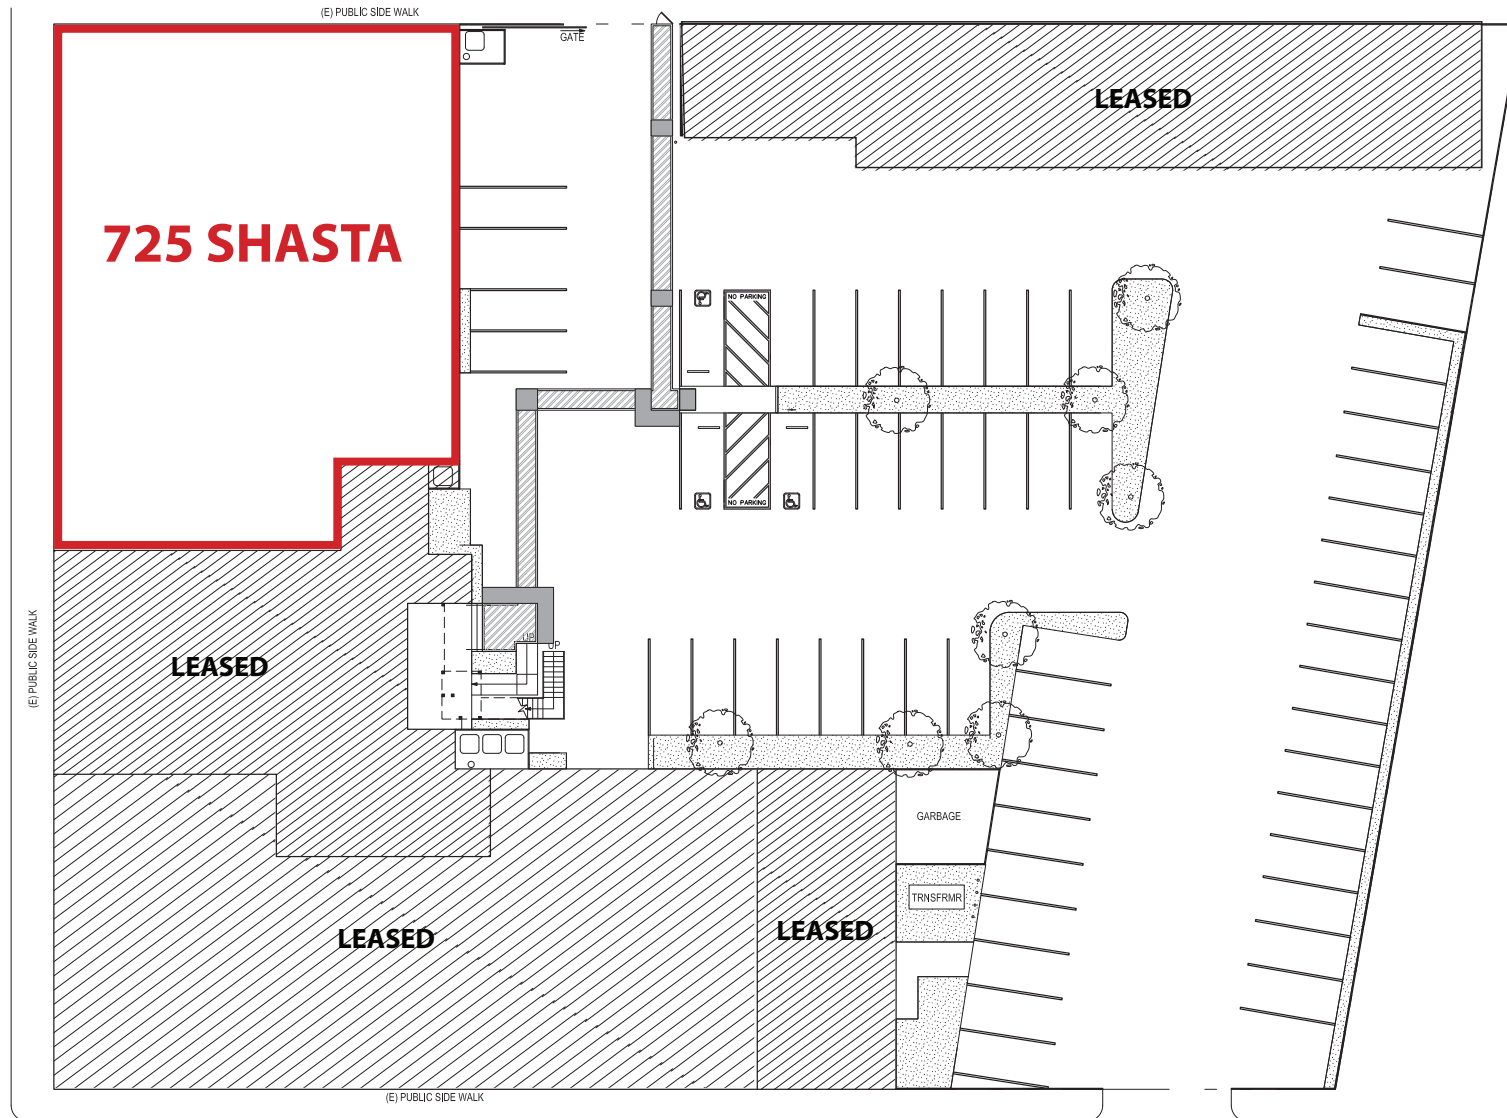 (E) PUBLIC SIDE WALK
GATE
LEASED
725 SHASTA
NO PARKING
NO PARKING
UP
UP
(E) PUBLIC SIDE WALK
LEASED
GARBAGE
TRNSFRMR
LEASED
LEASED
(E) PUBLIC SIDE WALK